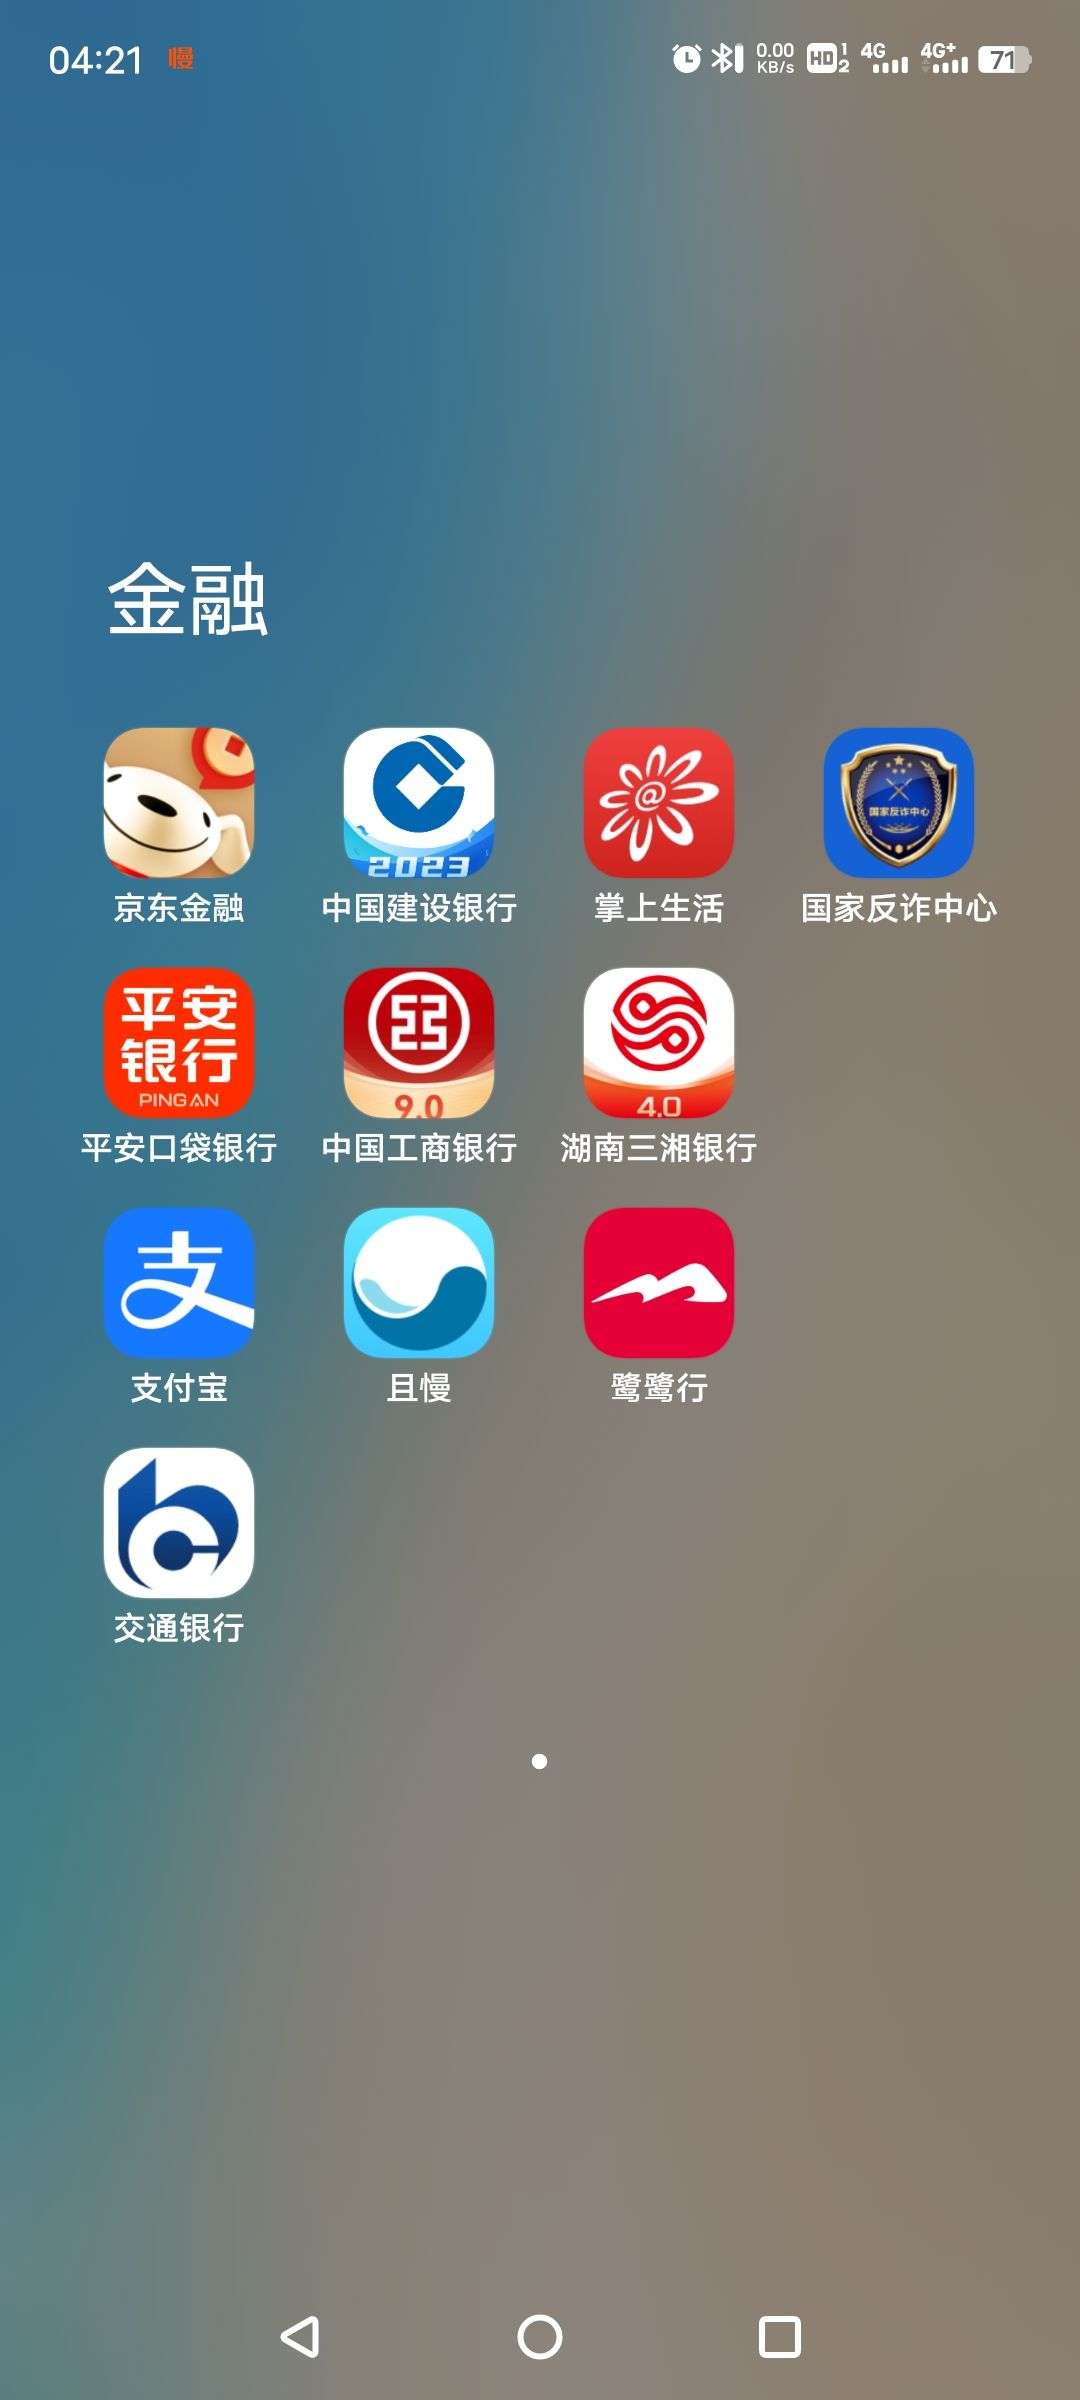 04:21 慢 0.00 KB/s HD 1 2 4G 4G+ 71
金融
2023
国家反诈中心
京东金融 中国建设银行 掌上生活 国家反诈中心
平安
银行
PINGAN
9.0
4.0
平安口袋银行 中国工商银行 湖南三湘银行
支
支付宝 且慢 鹭鹭行
交通银行